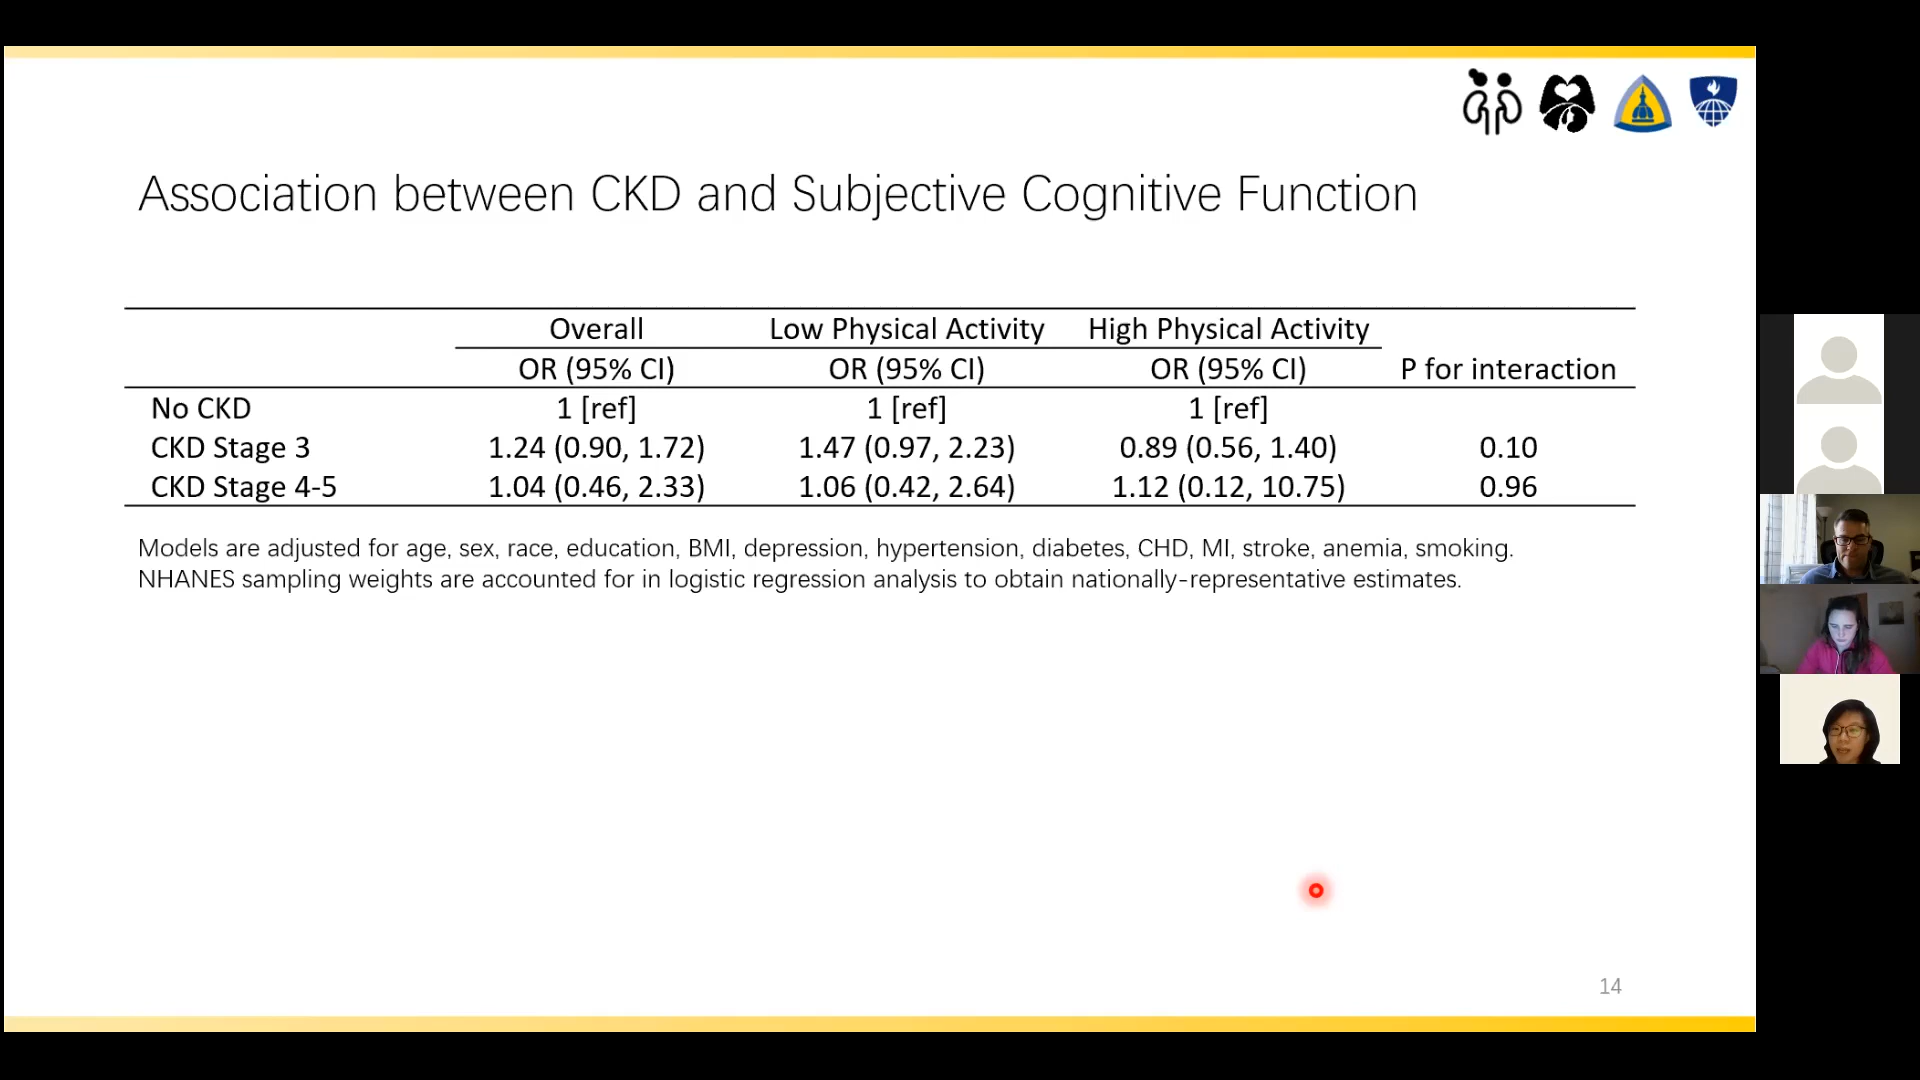 Association between CKD and Subjective Cognitive Function
Overall Low Physical Activity High Physical Activity
OR (95% CI) OR (95% CI) OR (95% CI) P for interaction
No CKD 1 [ref] 1 [ref] 1 [ref]
CKD Stage 3 1.24 (0.90, 1.72) 1.47 (0.97, 2.23) 0.89 (0.56, 1.40) 0.10
CKD Stage 4-5 1.04 (0.46, 2.33) 1.06 (0.42, 2.64) 1.12 (0.12, 10.75) 0.96
Models are adjusted for age, sex, race, education, BMI, depression, hypertension, diabetes, CHD, MI, stroke, anemia, smoking.
NHANES sampling weights are accounted for in logistic regression analysis to obtain nationally-representative estimates.
14